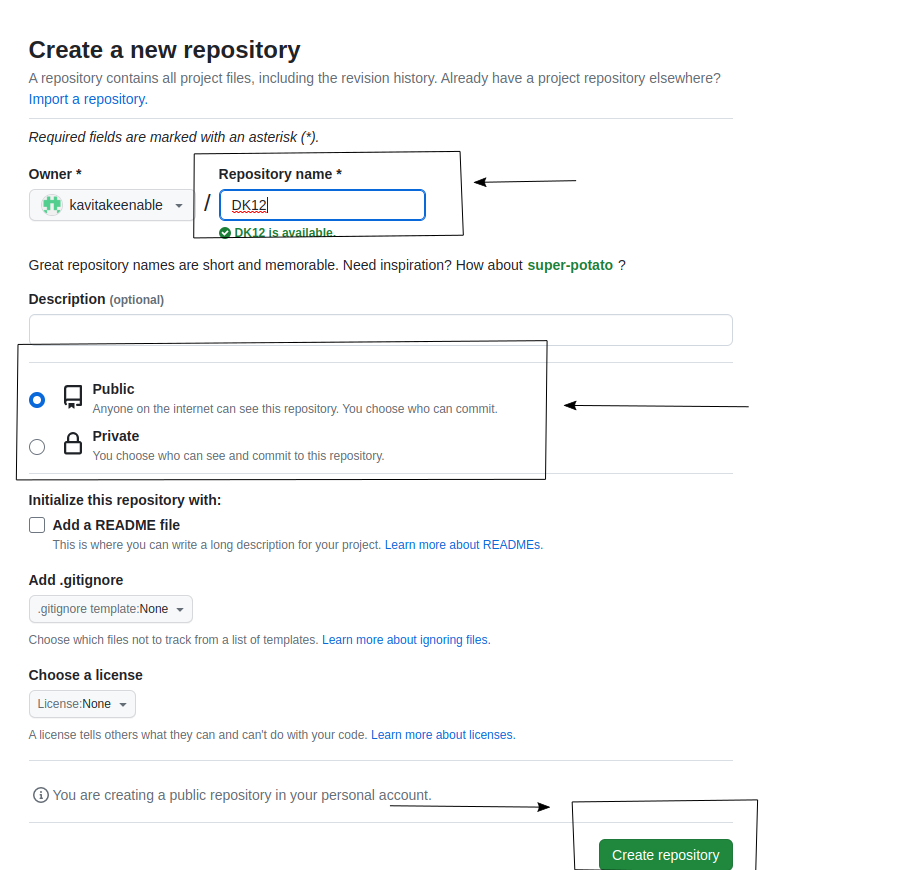 Create a new repository
A repository contains all project files, including the revision history. Already have a project repository elsewhere?
Import a repository.
Required fields are marked with an asterisk (*).
Owner *
Repository name *
kavitakeenable
/
DK12
DK12 is available.
Great repository names are short and memorable. Need inspiration? How about super-potato ?
Description (optional)
Public
Anyone on the internet can see this repository. You choose who can commit.
Private
You choose who can see and commit to this repository.
Initialize this repository with:
Add a README file
This is where you can write a long description for your project. Learn more about READMEs.
Add .gitignore
.gitignore template:None
Choose which files not to track from a list of templates. Learn more about ignoring files.
Choose a license
License:None
A license tells others what they can and can't do with your code. Learn more about licenses.
You are creating a public repository in your personal account.
Create repository